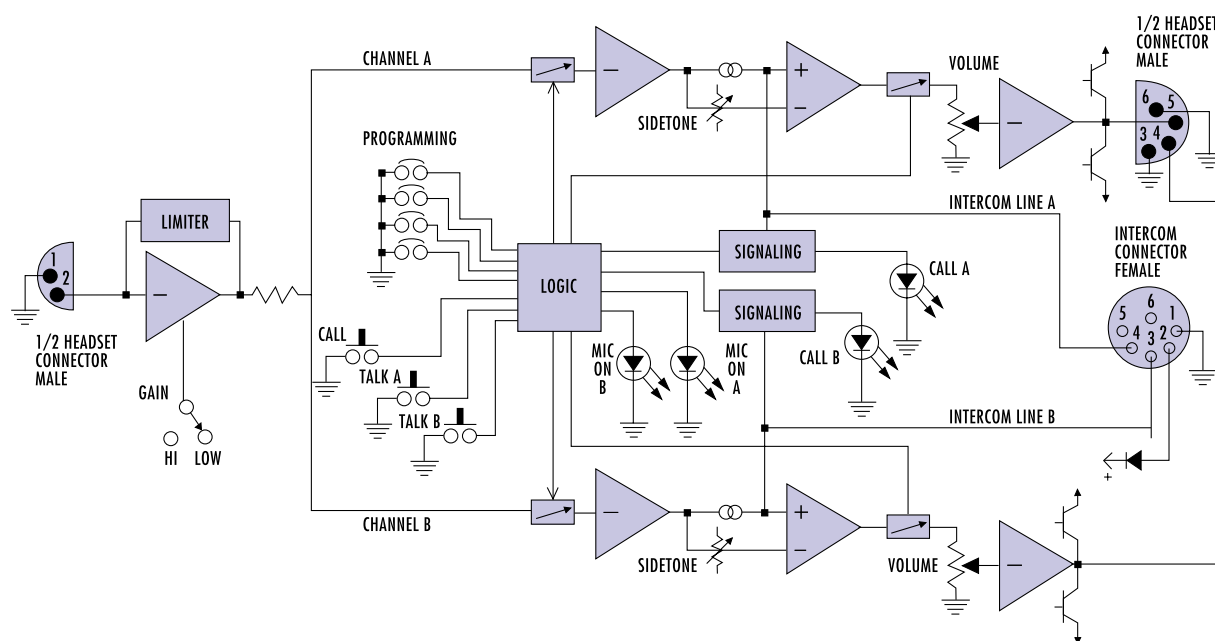 1/2 HEADSET
CONNECTOR
MALE
CHANNEL A
VOLUME
6
5
3
4
SIDETONE
PROGRAMMING
LIMITER
INTERCOM LINE A
INTERCOM
CONNECTOR
FEMALE
SIGNALING
LOGIC
CALL A
1
2
SIGNALING
6
5
1
4
3
2
1/2 HEADSET
CONNECTOR
MALE
CALL
MIC
ON
B
MIC
ON
A
CALL B
TALK A
GAIN
TALK B
INTERCOM LINE B
HI
LOW
+
CHANNEL B
SIDETONE
VOLUME